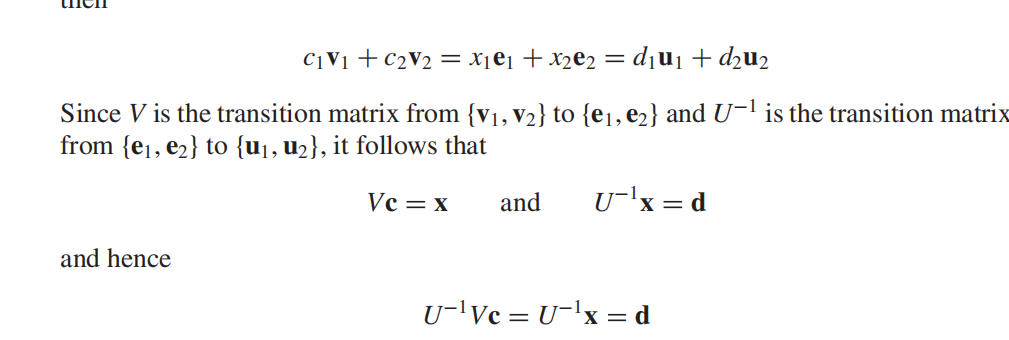 then
c₁v₁ + c₂v₂ = x₁e₁ + x₂e₂ = d₁u₁ + d₂u₂
Since V is the transition matrix from {v₁, v₂} to {e₁, e₂} and U⁻¹ is the transition matrix
from {e₁, e₂} to {u₁, u₂}, it follows that
Vc = x and U⁻¹x = d
and hence
U⁻¹Vc = U⁻¹x = d